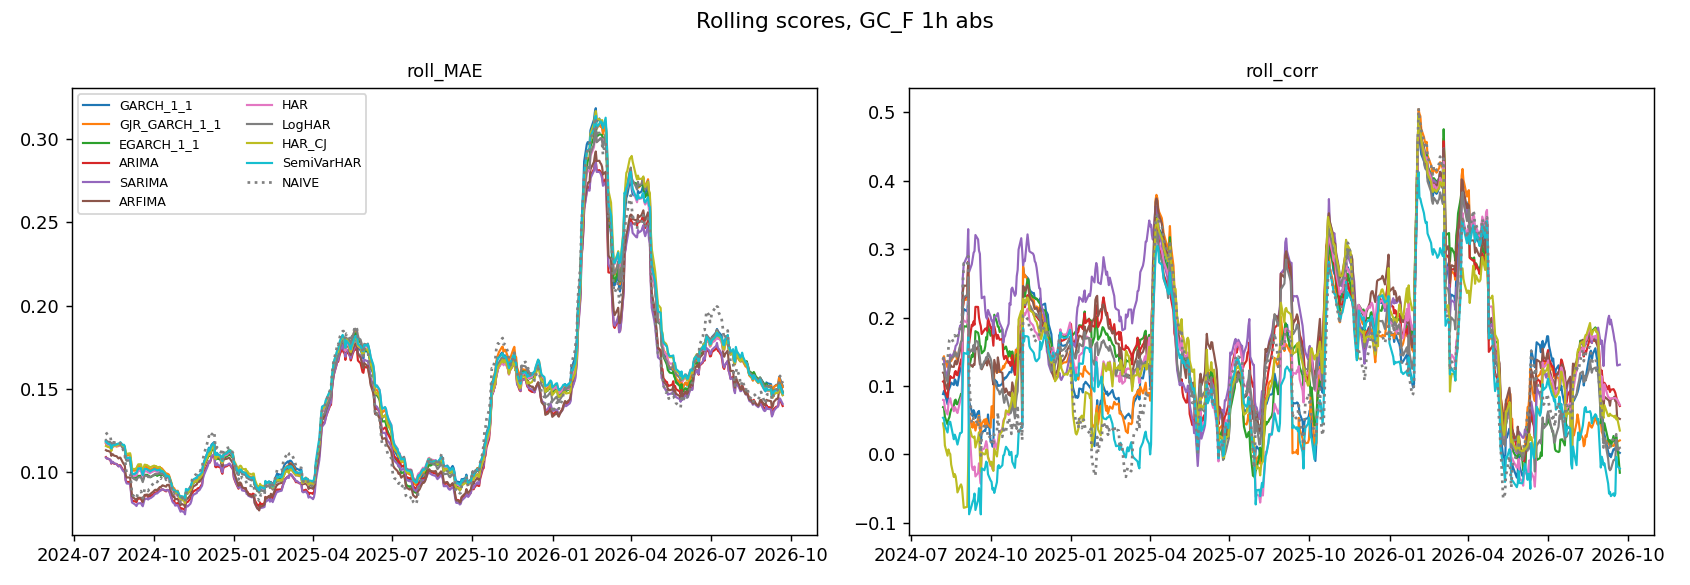 Rolling scores, GC_F 1h abs
roll_MAE
GARCH_1_1
GJR_GARCH_1_1
EGARCH_1_1
ARIMA
SARIMA
ARFIMA
HAR
LogHAR
HAR_CJ
SemiVarHAR
NAIVE
0.30
0.25
0.20
0.15
0.10
2024-07 2024-10 2025-01 2025-04 2025-07 2025-10 2026-01 2026-04 2026-07 2026-10
roll_corr
0.5
0.4
0.3
0.2
0.1
0.0
−0.1
2024-07 2024-10 2025-01 2025-04 2025-07 2025-10 2026-01 2026-04 2026-07 2026-10